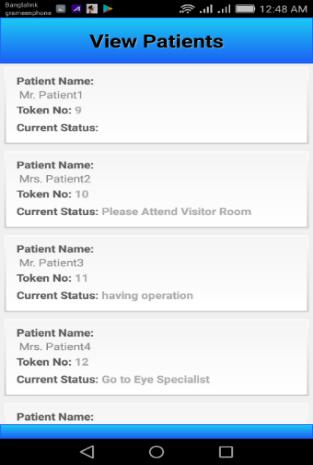 Banglalink
grameenphone
12:48 AM
View Patients
Patient Name:
Mr. Patient1
Token No: 9
Current Status:
Patient Name:
Mrs. Patient2
Token No: 10
Current Status: Please Attend Visitor Room
Patient Name:
Mr. Patient3
Token No: 11
Current Status: having operation
Patient Name:
Mrs. Patient4
Token No: 12
Current Status: Go to Eye Specialist
Patient Name: